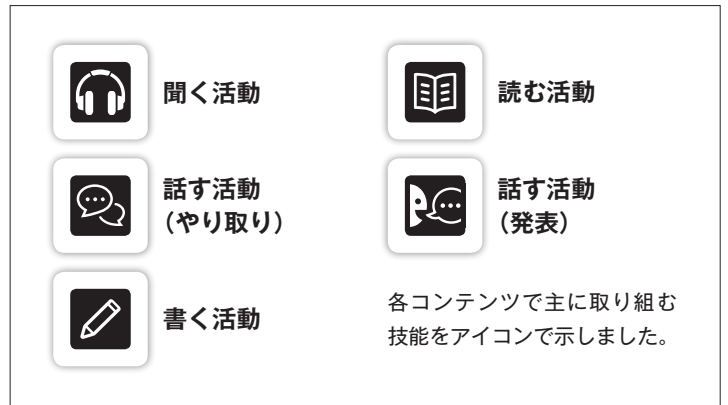 聞く活動
読む活動
話す活動
（やり取り）
話す活動
（発表）
書く活動
各コンテンツで主に取り組む
技能をアイコンで示しました。